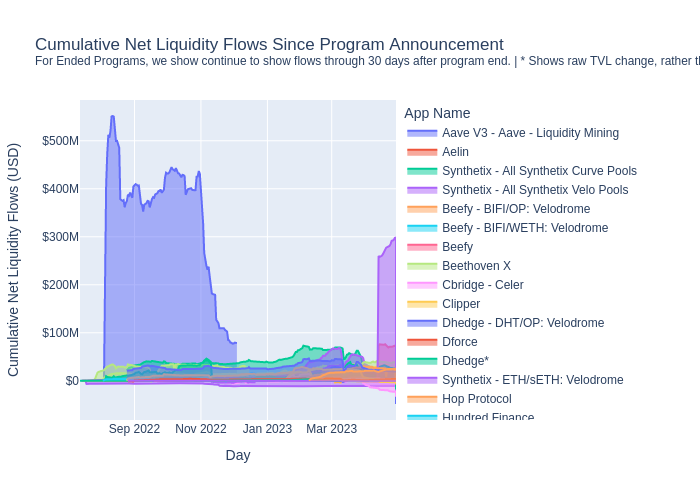 Cumulative Net Liquidity Flows Since Program Announcement
For Ended Programs, we show continue to show flows through 30 days after program end. | * Shows raw TVL change, rather
Cumulative Net Liquidity Flows (USD)
$500M
$400M
$300M
$200M
$100M
$0
Sep 2022
Nov 2022
Jan 2023
Mar 2023
Day
App Name
Aave V3 - Aave - Liquidity Mining
Aelin
Synthetix - All Synthetix Curve Pools
Synthetix - All Synthetix Velo Pools
Beefy - BIFI/OP: Velodrome
Beefy - BIFI/WETH: Velodrome
Beefy
Beethoven X
Cbridge - Celer
Clipper
Dhedge - DHT/OP: Velodrome
Dforce
Dhedge*
Synthetix - ETH/sETH: Velodrome
Hop Protocol
Hundred Finance